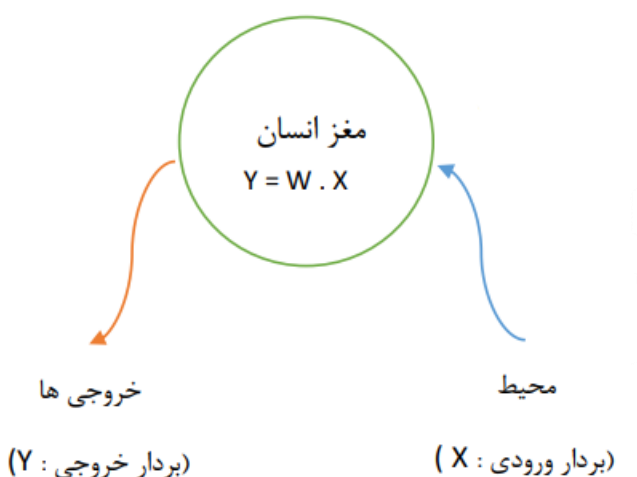 مغز انسان
Y = W . X
محیط
(بردار ورودی : X )
خروجی ها
(بردار خروجی : Y)